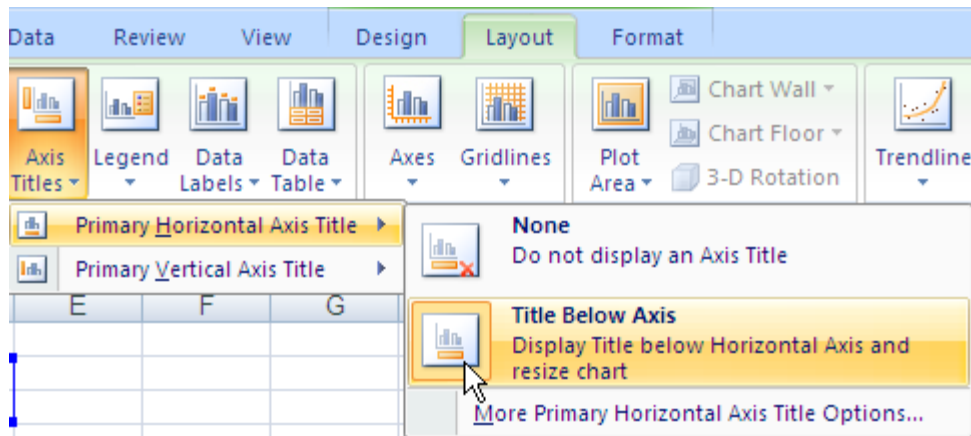 Data Review View Design Layout Format
Chart Wall
Chart Floor
3-D Rotation
Axis Titles
Legend
Data Labels
Data Table
Axes
Gridlines
Plot Area
Trendline
Primary Horizontal Axis Title
Primary Vertical Axis Title
None
Do not display an Axis Title
Title Below Axis
Display Title below Horizontal Axis and
resize chart
More Primary Horizontal Axis Title Options...
E F G